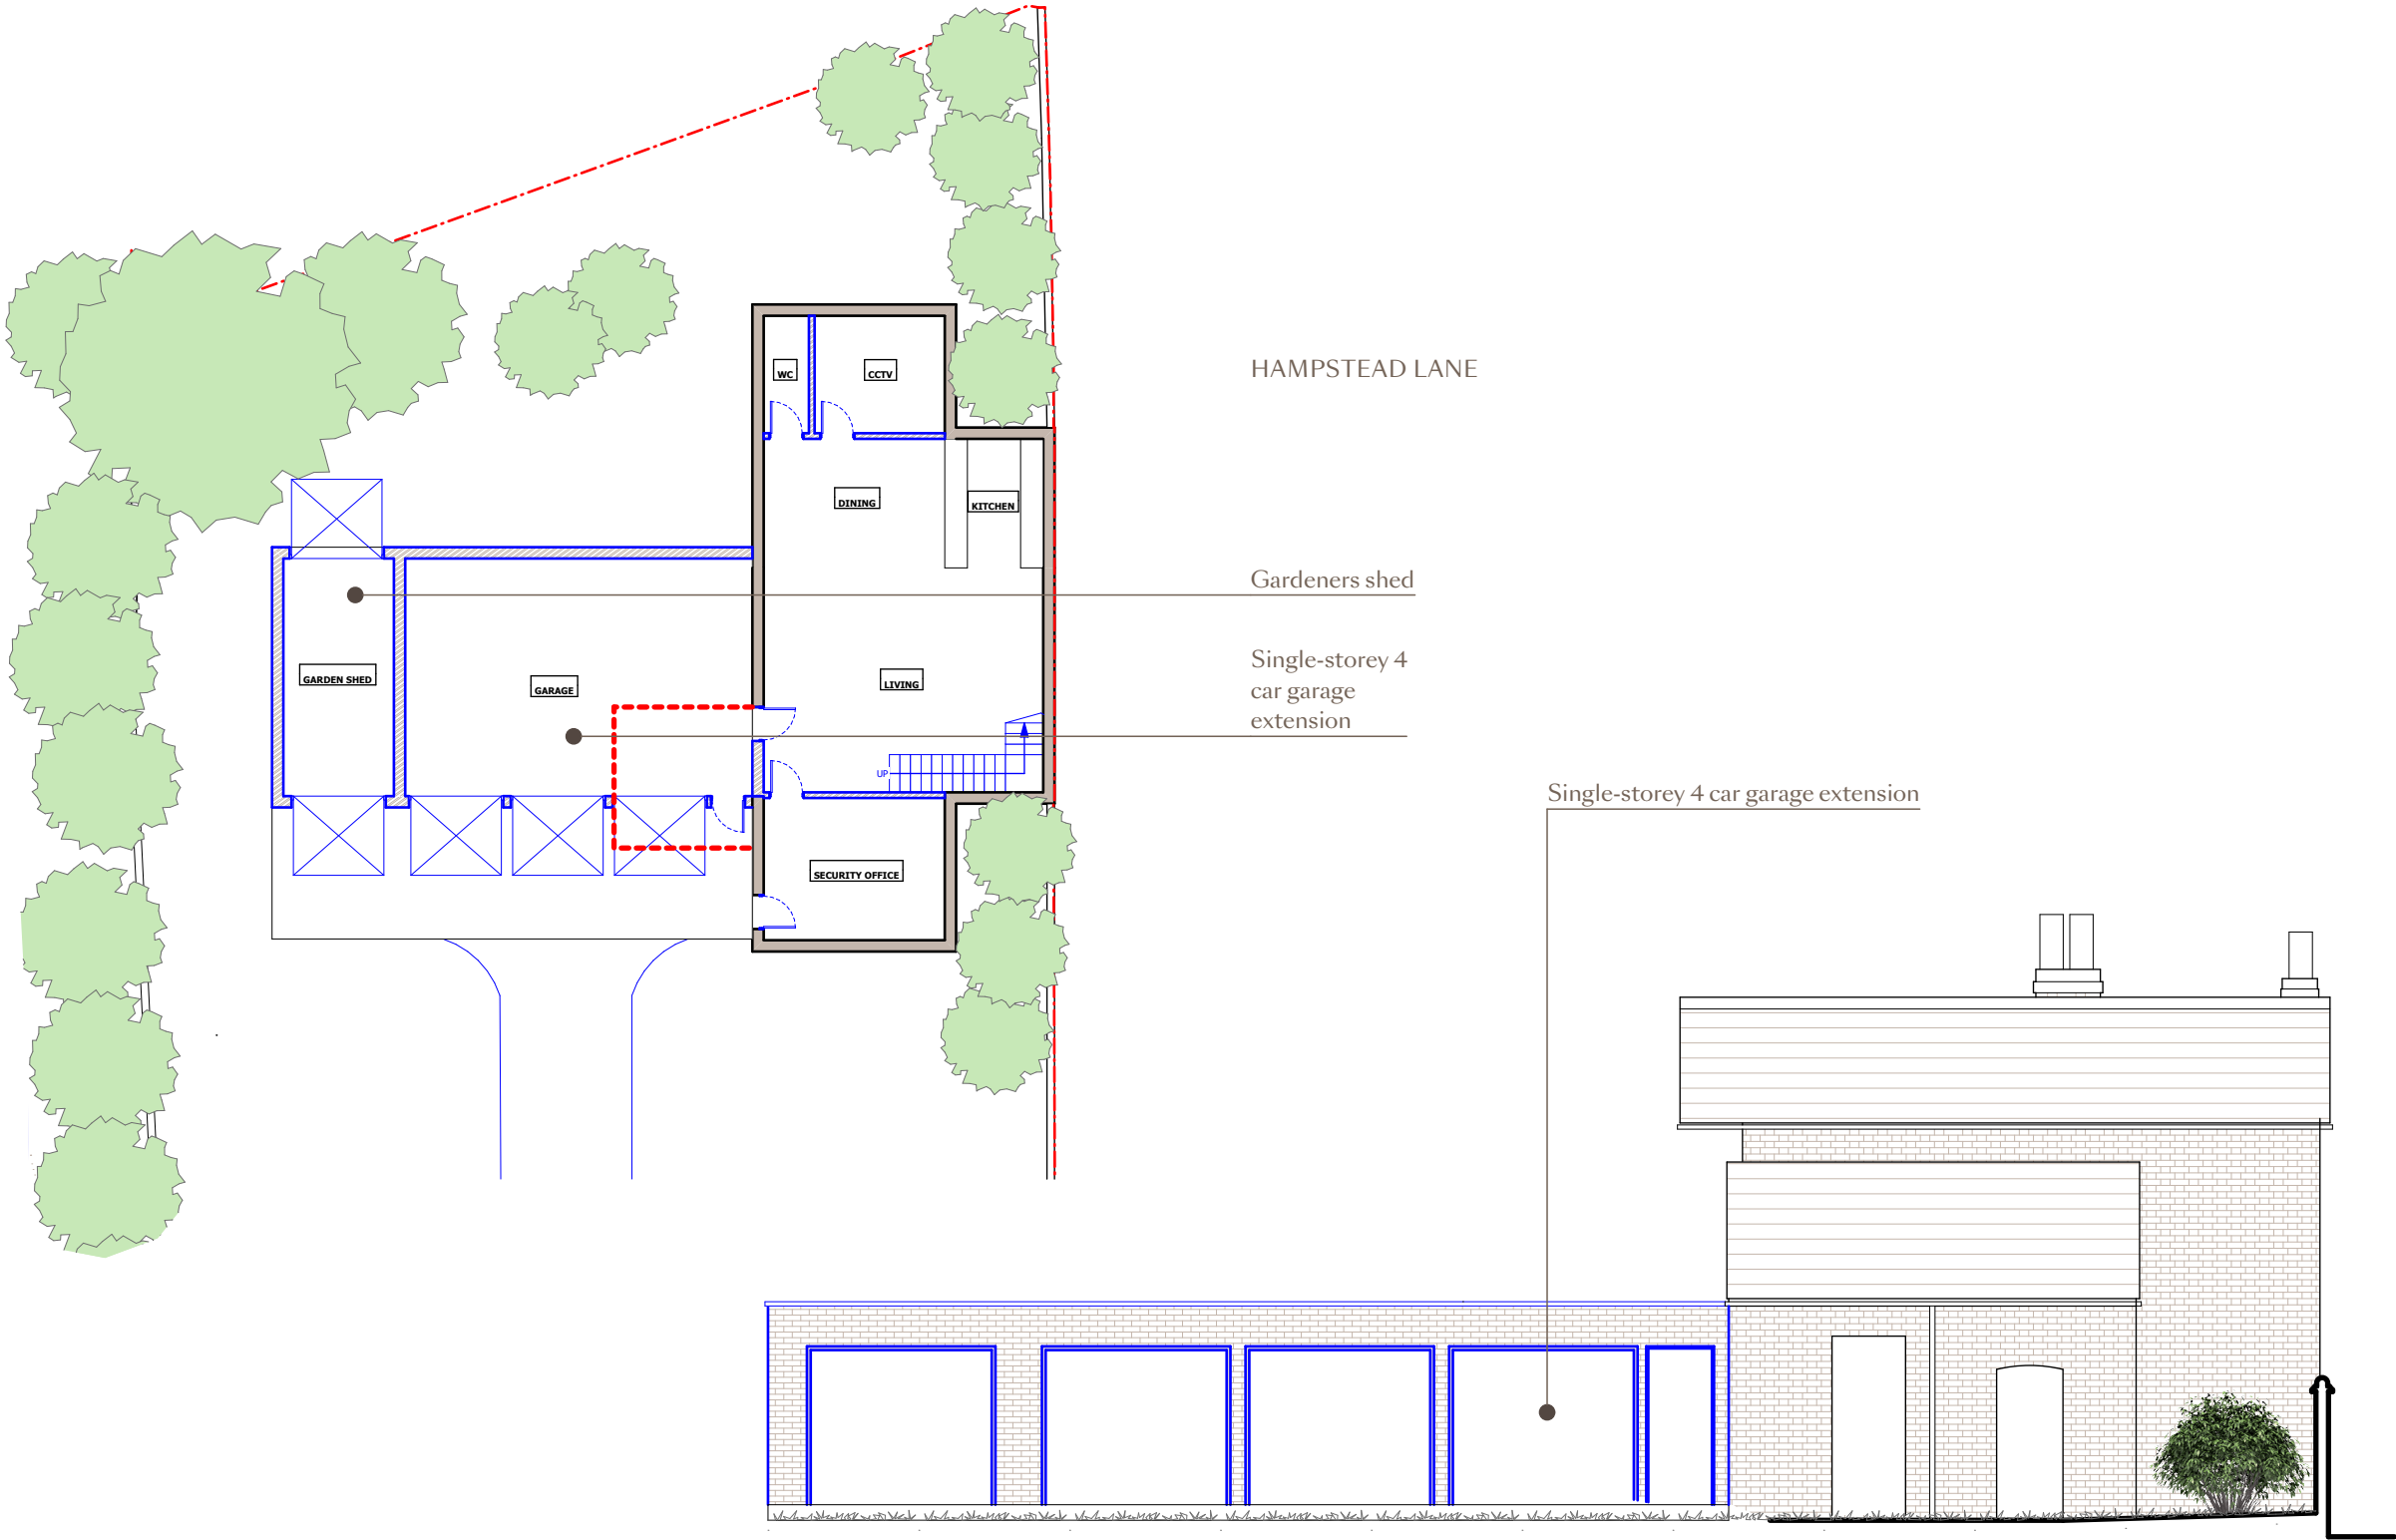 WC
CCTV
HAMPSTEAD LANE
DINING
KITCHEN
Gardeners shed
GARDEN SHED
GARAGE
LIVING
Single-storey 4
car garage
extension
UP
SECURITY OFFICE
Single-storey 4 car garage extension